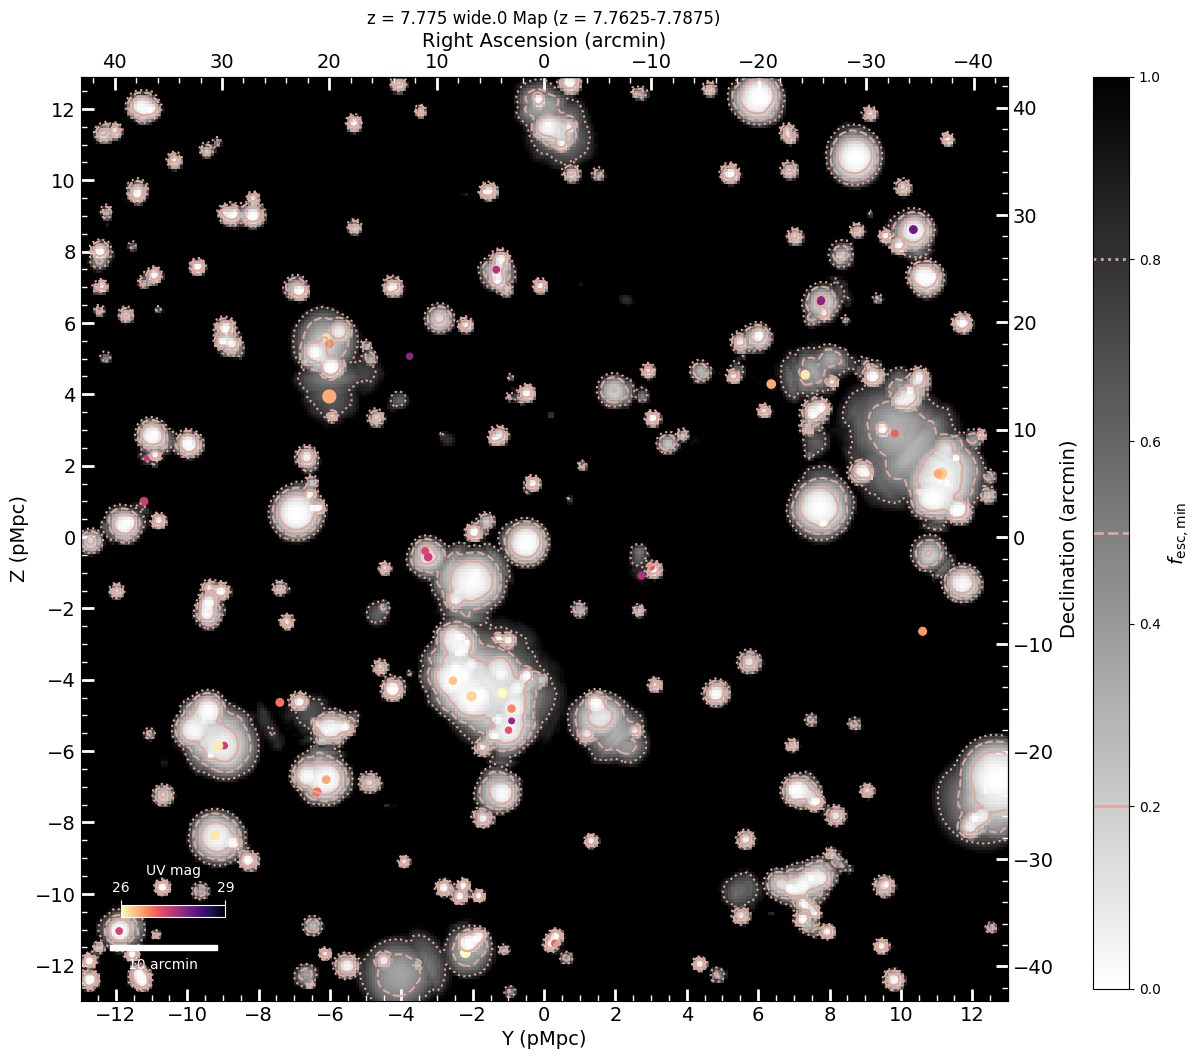 z = 7.775 wide.0 Map (z = 7.7625-7.7875)
Right Ascension (arcmin)
40 30 20 10 0 −10 −20 −30 −40
12
10
8
6
4
2
0
−2
−4
−6
−8
−10
−12
Z (pMpc)
40
30
20
10
0
−10
−20
−30
−40
Declination (arcmin)
UV mag
26 29
10 arcmin
−12 −10 −8 −6 −4 −2 0 2 4 6 8 10 12
Y (pMpc)
1.0
0.8
0.6
0.4
0.2
0.0
f_esc,min